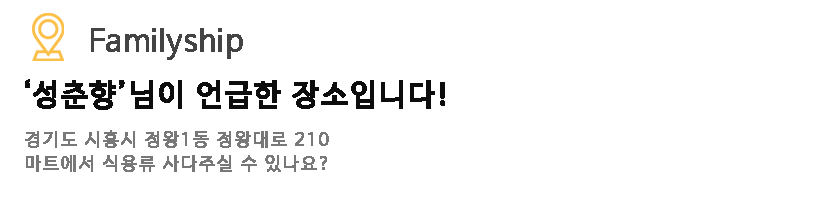 Familyship
‘성춘향’님이 언급한 장소입니다!
경기도 시흥시 정왕1동 정왕대로 210
마트에서 식용류 사다주실 수 있나요?